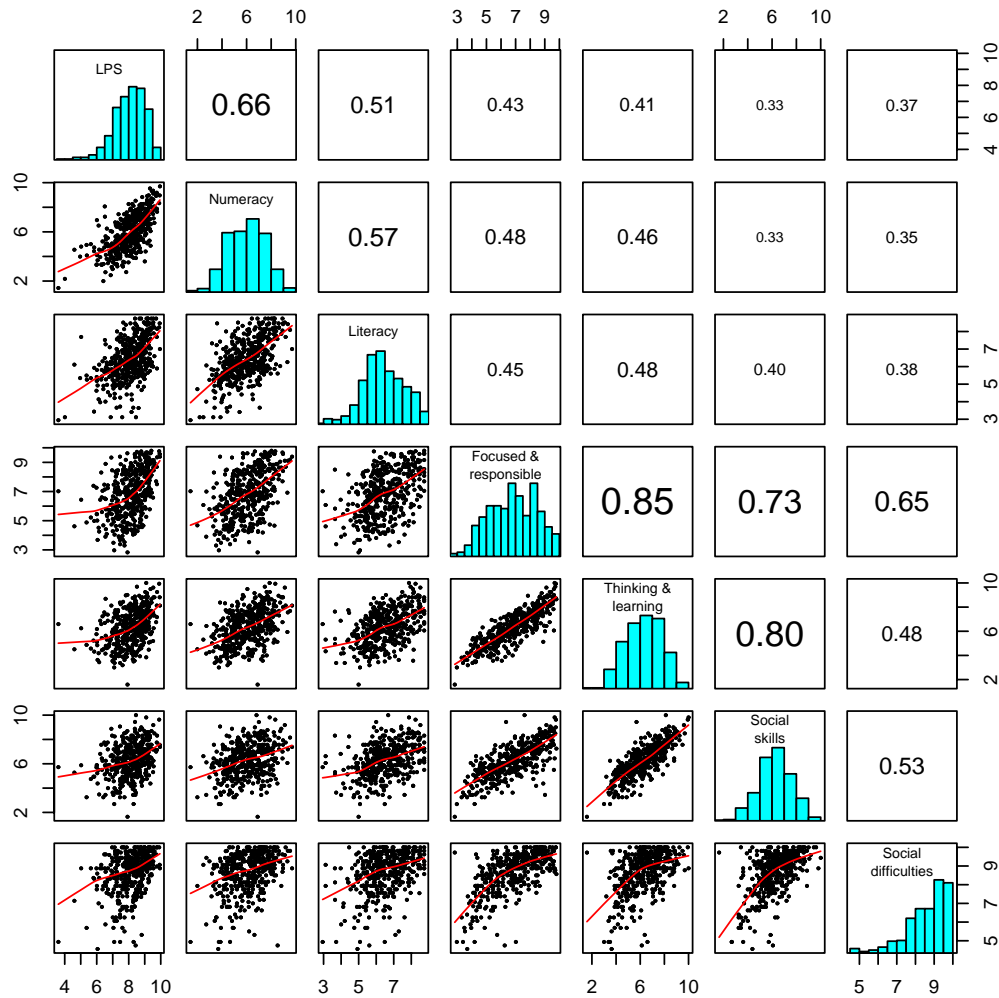 2 6 10 3 5 7 9 2 6 10
LPS
0.66 0.51 0.43 0.41 0.33 0.37
4 6 8 10
2 6 10
Numeracy
0.57 0.48 0.46 0.33 0.35
Literacy
0.45 0.48 0.40 0.38
3 5 7
3 5 7 9
Focused &
responsible
0.85 0.73 0.65
Thinking &
learning
0.80 0.48
2 6 10
2 6 10
Social
skills
0.53
Social
difficulties
5 7 9
4 6 8 10 3 5 7 2 6 10 5 7 9